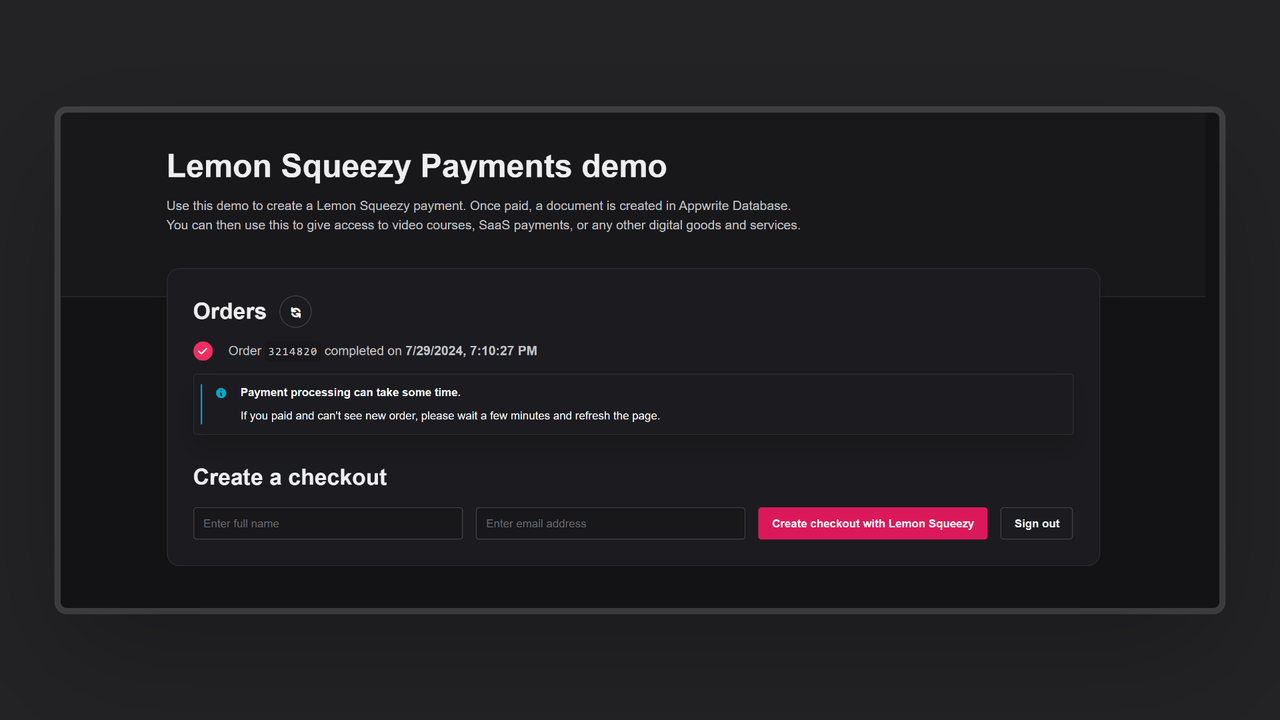 Lemon Squeezy Payments demo
Use this demo to create a Lemon Squeezy payment. Once paid, a document is created in Appwrite Database.
You can then use this to give access to video courses, SaaS payments, or any other digital goods and services.
Orders
Order 3214820 completed on 7/29/2024, 7:10:27 PM
Payment processing can take some time.
If you paid and can't see new order, please wait a few minutes and refresh the page.
Create a checkout
Enter full name Enter email address Create checkout with Lemon Squeezy Sign out